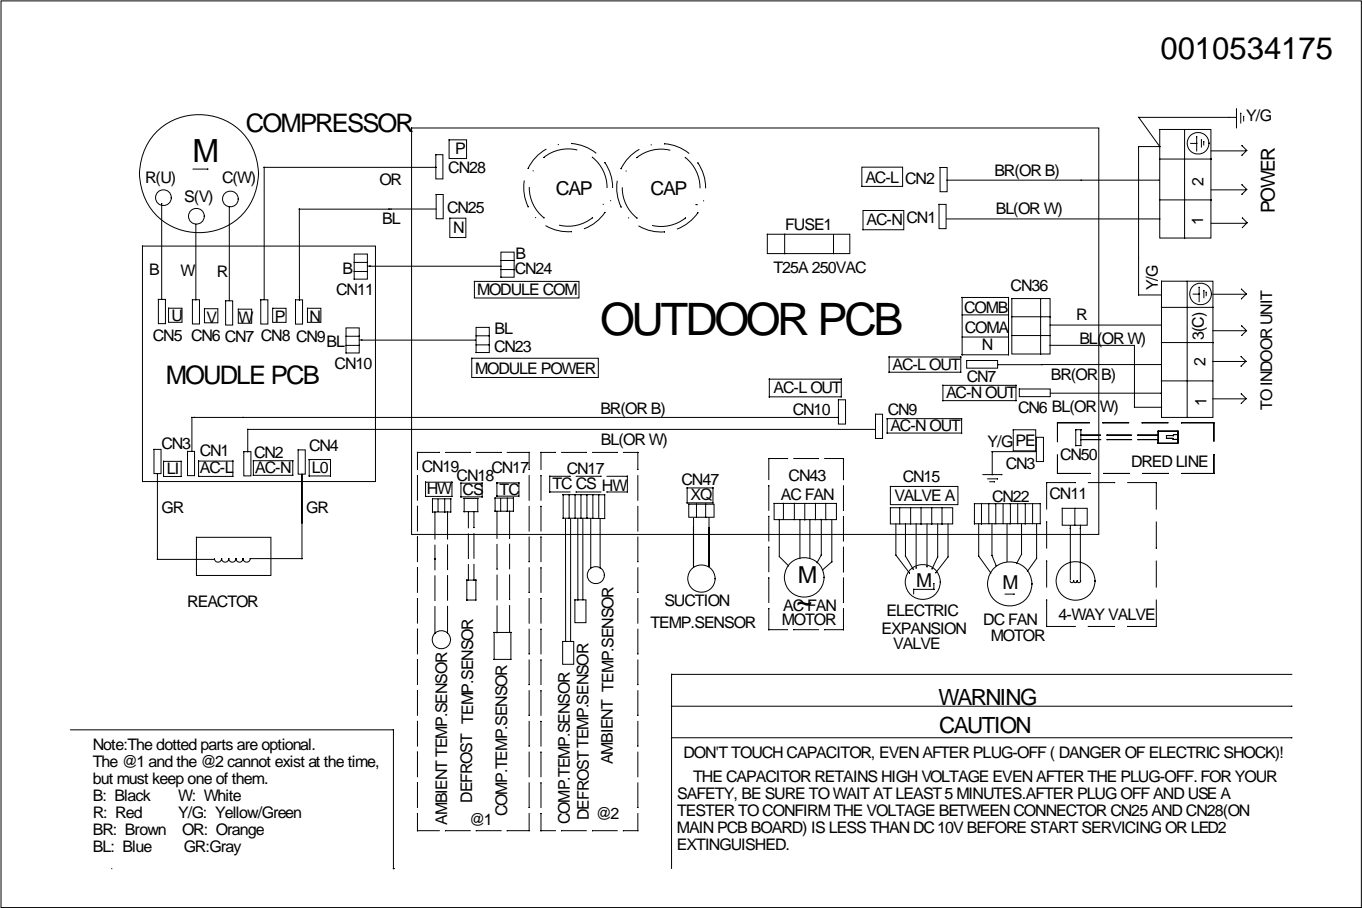 0010534175
COMPRESSOR
M
R(U)
C(W)
S(V)
P
CN28
OR
CN25
BL
N
CAP
CAP
AC-L CN2
BR(OR B)
AC-N CN1
BL(OR W)
FUSE1
T25A 250VAC
Y/G
2
1
POWER
B
W
R
B
CN11
B
CN24
MODULE COM
U
V
W
P
N
CN5
CN6
CN7
CN8
CN9
BL
CN10
BL
CN23
MODULE POWER
MOUDLE PCB
OUTDOOR PCB
CN36
COMB
COMA
N
R
BL(OR W)
Y/G
3(C)
2
1
TO INDOOR UNIT
AC-L OUT
CN7
BR(OR B)
AC-N OUT
CN6
BL(OR W)
AC-L OUT
CN10
CN9
AC-N OUT
BR(OR B)
BL(OR W)
CN3
LI
CN1
AC-L
CN2
AC-N
CN4
L0
GR
GR
REACTOR
Y/G
PE
CN3
CN50
DRED LINE
CN19
HW
CN18
CS
CN17
TC
CN17
TC CS HW
CN47
XQ
CN43
AC FAN
CN15
VALVE A
CN22
CN11
M
M
M
SUCTION
TEMP.SENSOR
AC FAN
MOTOR
ELECTRIC
EXPANSION
VALVE
DC FAN
MOTOR
4-WAY VALVE
AMBIENT TEMP.SENSOR
DEFROST TEMP.SENSOR
COMP.TEMP.SENSOR
@1
COMP.TEMP.SENSOR
DEFROST TEMP.SENSOR
AMBIENT TEMP.SENSOR
@2
Note:The dotted parts are optional.
The @1 and the @2 cannot exist at the time,
but must keep one of them.
B: Black W: White
R: Red Y/G: Yellow/Green
BR: Brown OR: Orange
BL: Blue GR:Gray
WARNING
CAUTION
DON'T TOUCH CAPACITOR, EVEN AFTER PLUG-OFF ( DANGER OF ELECTRIC SHOCK)!
THE CAPACITOR RETAINS HIGH VOLTAGE EVEN AFTER THE PLUG-OFF. FOR YOUR
SAFETY, BE SURE TO WAIT AT LEAST 5 MINUTES.AFTER PLUG OFF AND USE A
TESTER TO CONFIRM THE VOLTAGE BETWEEN CONNECTOR CN25 AND CN28(ON
MAIN PCB BOARD) IS LESS THAN DC 10V BEFORE START SERVICING OR LED2
EXTINGUISHED.